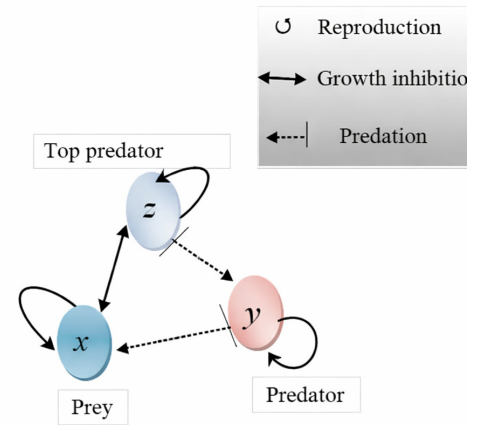 Reproduction
Growth inhibitio
Predation
Top predator
z
y
x
Predator
Prey